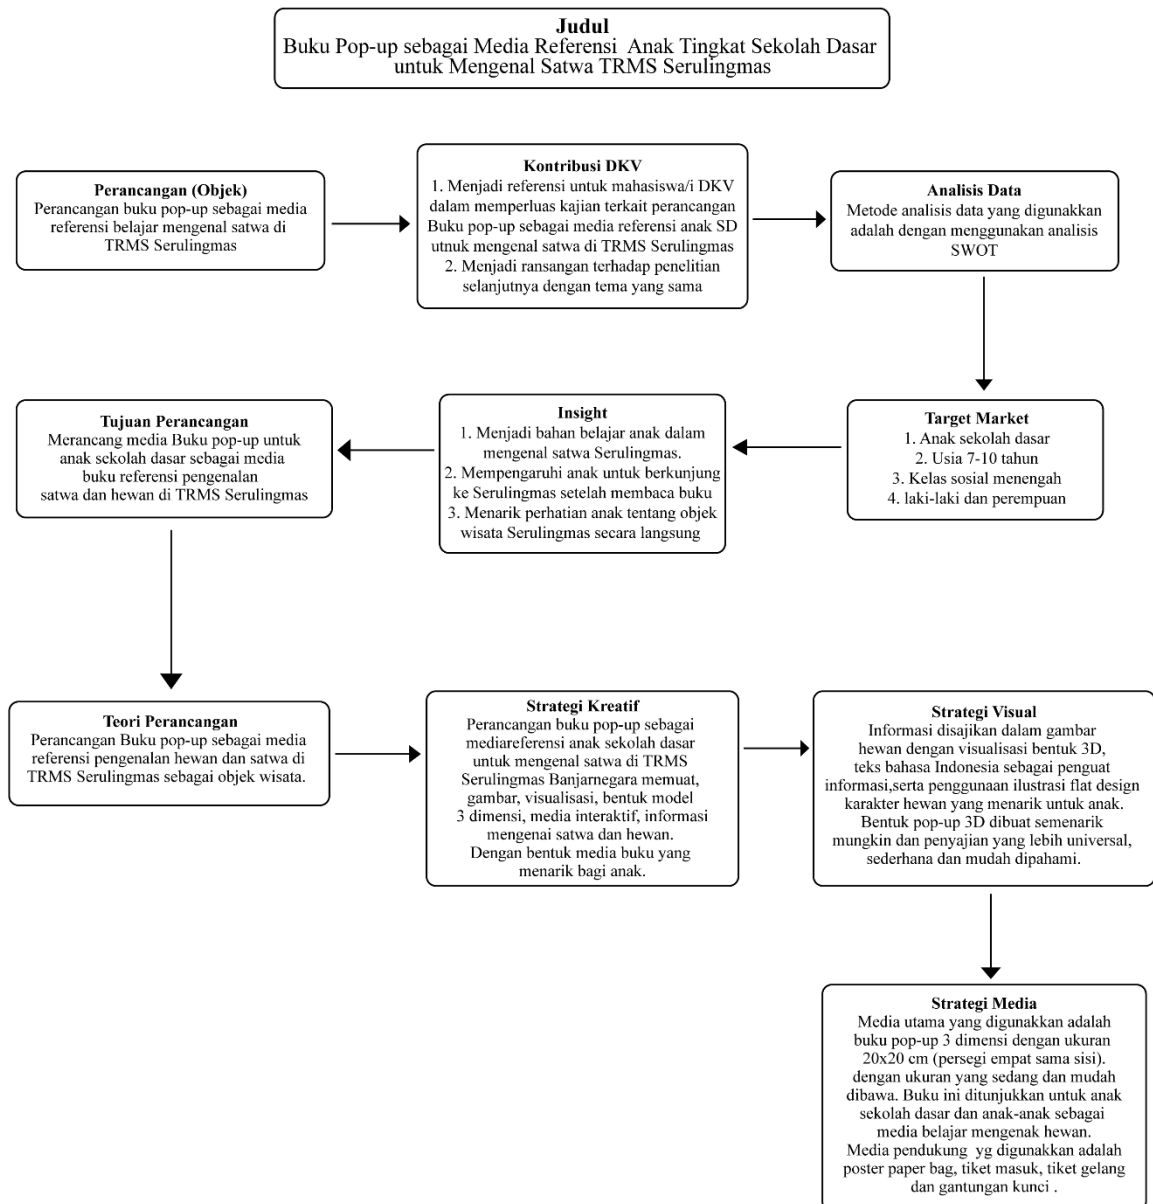 Judul
Buku Pop-up sebagai Media Referensi Anak Tingkat Sekolah Dasar
untuk Mengenal Satwa TRMS Serulingmas
Perancangan (Objek)
Perancangan buku pop-up sebagai media
referensi belajar mengenal satwa di
TRMS Serulingmas
Kontribusi DKV
1. Menjadi referensi untuk mahasiswa/i DKV
dalam memperluas kajian terkait perancangan
Buku pop-up sebagai media referensi anak SD
utnuk mengenal satwa di TRMS Serulingmas
2. Menjadi ransangan terhadap penelitian
selanjutnya dengan tema yang sama
Analisis Data
Metode analisis data yang digunakkan
adalah dengan menggunakan analisis
SWOT
Target Market
1. Anak sekolah dasar
2. Usia 7-10 tahun
3. Kelas sosial menengah
4. laki-laki dan perempuan
Insight
1. Menjadi bahan belajar anak dalam
mengenal satwa Serulingmas.
2. Mempengaruhi anak untuk berkunjung
ke Serulingmas setelah membaca buku
3. Menarik perhatian anak tentang objek
wisata Serulingmas secara langsung
Tujuan Perancangan
Merancang media Buku pop-up untuk
anak sekolah dasar sebagai media
buku referensi pengenalan
satwa dan hewan di TRMS Serulingmas
Teori Perancangan
Perancangan Buku pop-up sebagai media
referensi pengenalan hewan dan satwa di
TRMS Serulingmas sebagai objek wisata.
Strategi Kreatif
Perancangan buku pop-up sebagai
mediareferensi anak sekolah dasar
untuk mengenal satwa di TRMS
Serulingmas Banjarnegara memuat,
gambar, visualisasi, bentuk model
3 dimensi, media interaktif, informasi
mengenai satwa dan hewan.
Dengan bentuk media buku yang
menarik bagi anak.
Strategi Visual
Informasi disajikan dalam gambar
hewan dengan visualisasi bentuk 3D,
teks bahasa Indonesia sebagai penguat
informasi,serta penggunaan ilustrasi flat design
karakter hewan yang menarik untuk anak.
Bentuk pop-up 3D dibuat semenarik
mungkin dan penyajian yang lebih universal,
sederhana dan mudah dipahami.
Strategi Media
Media utama yang digunakkan adalah
buku pop-up 3 dimensi dengan ukuran
20x20 cm (persegi empat sama sisi).
dengan ukuran yang sedang dan mudah
dibawa. Buku ini ditunjukkan untuk anak
sekolah dasar dan anak-anak sebagai
media belajar mengenak hewan.
Media pendukung yg digunakkan adalah
poster paper bag, tiket masuk, tiket gelang
dan gantungan kunci .